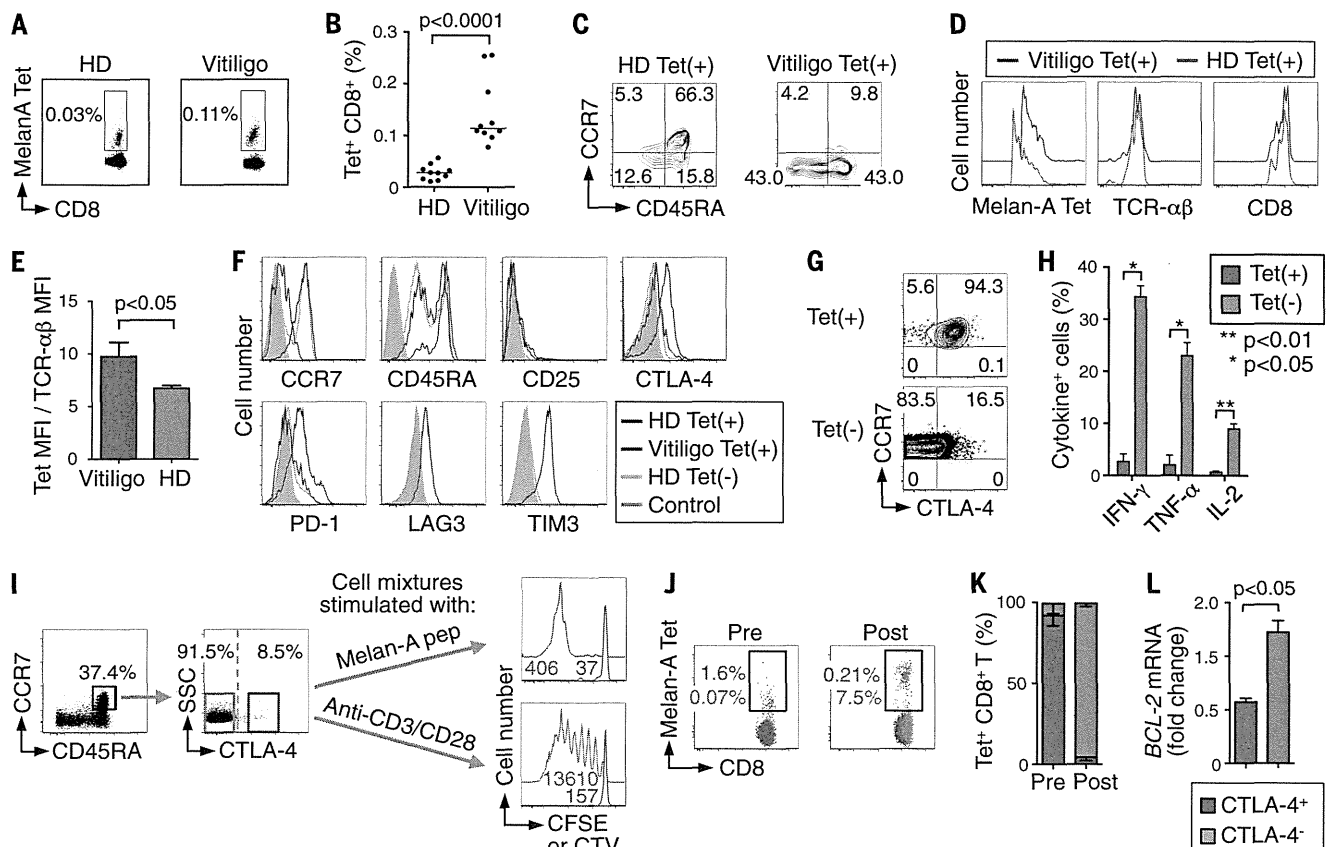 A
HD
Vitiligo
MelanA Tet
0.03%
0.11%
CD8
B
p<0.0001
Tet⁺ CD8⁺ (%)
0.3
0.2
0.1
0
HD
Vitiligo
C
HD Tet(+)
Vitiligo Tet(+)
5.3
66.3
4.2
9.8
CCR7
12.6
15.8
43.0
43.0
CD45RA
D
Vitiligo Tet(+)
HD Tet(+)
Cell number
Melan-A Tet
TCR-αβ
CD8
E
Tet MFI / TCR-αβ MFI
15
10
5
0
p<0.05
Vitiligo
HD
F
Cell number
CCR7
CD45RA
CD25
CTLA-4
PD-1
LAG3
TIM3
HD Tet(+)
Vitiligo Tet(+)
HD Tet(-)
Control
G
Tet(+)
5.6
94.3
0
0.1
Tet(-)
83.5
16.5
0
0
CCR7
CTLA-4
H
Cytokine⁺ cells (%)
40
30
20
10
0
*
*
**
IFN-γ
TNF-α
IL-2
Tet(+)
Tet(-)
** p<0.01
* p<0.05
I
CCR7
37.4%
CD45RA
SSC
91.5%
8.5%
CTLA-4
Cell mixtures
stimulated with:
Melan-A pep
Anti-CD3/CD28
406
37
Cell number
13610
157
CFSE
or CTV
J
Pre
Post
Melan-A Tet
1.6%
0.07%
0.21%
7.5%
CD8
K
Tet⁺ CD8⁺ T (%)
100
50
0
Pre
Post
L
p<0.05
BCL-2 mRNA
(fold change)
2.0
1.0
0.5
0
CTLA-4⁺
CTLA-4⁻